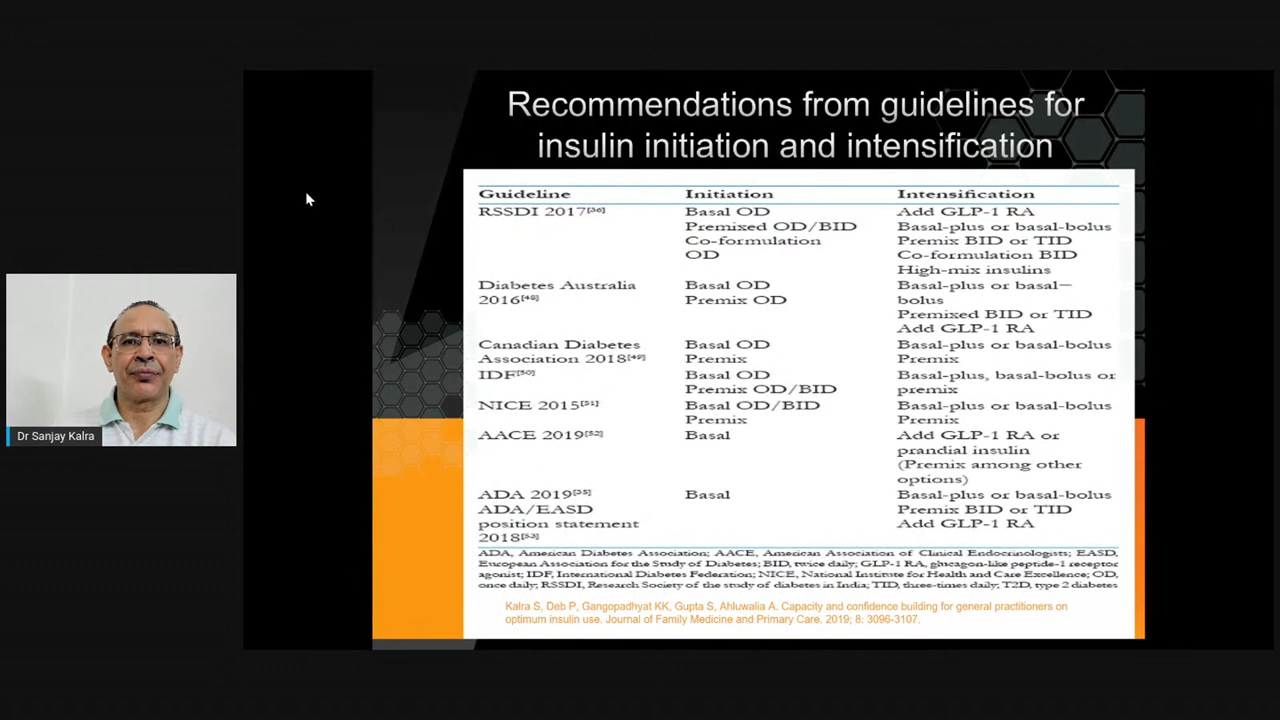 Recommendations from guidelines for
insulin initiation and intensification
Guideline Initiation Intensification
RSSDI 2017[36] Basal OD Add GLP-1 RA
Premixed OD/BID Basal-plus or basal-bolus
Co-formulation Premix BID or TID
OD Co-formulation BID
High-mix insulins
Diabetes Australia Basal OD Basal-plus or basal–
2016[48] Premix OD bolus
Premixed BID or TID
Add GLP-1 RA
Canadian Diabetes Basal OD Basal-plus or basal-bolus
Association 2018[49] Premix Premix
IDF[50] Basal OD Basal-plus, basal-bolus or
Premix OD/BID premix
NICE 2015[51] Basal OD/BID Basal-plus or basal-bolus
Premix Premix
AACE 2019[52] Basal Add GLP-1 RA or
prandial insulin
(Premix among other
options)
ADA 2019[35] Basal Basal-plus or basal-bolus
ADA/EASD Premix BID or TID
position statement Add GLP-1 RA
2018[53]
ADA, American Diabetes Association; AACE, American Association of Clinical Endocrinologists; EASD,
European Association for the Study of Diabetes; BID, twice daily; GLP-1 RA, glucagon-like peptide-1 receptor
agonist; IDF, International Diabetes Federation; NICE, National Institute for Health and Care Excellence; OD,
once daily; RSSDI, Research Society of the study of diabetes in India; TID, three-times daily; T2D, type 2 diabetes
Kalra S, Deb P, Gangopadhyat KK, Gupta S, Ahluwalia A. Capacity and confidence building for general practitioners on
optimum insulin use. Journal of Family Medicine and Primary Care. 2019; 8: 3096-3107.
Dr Sanjay Kalra